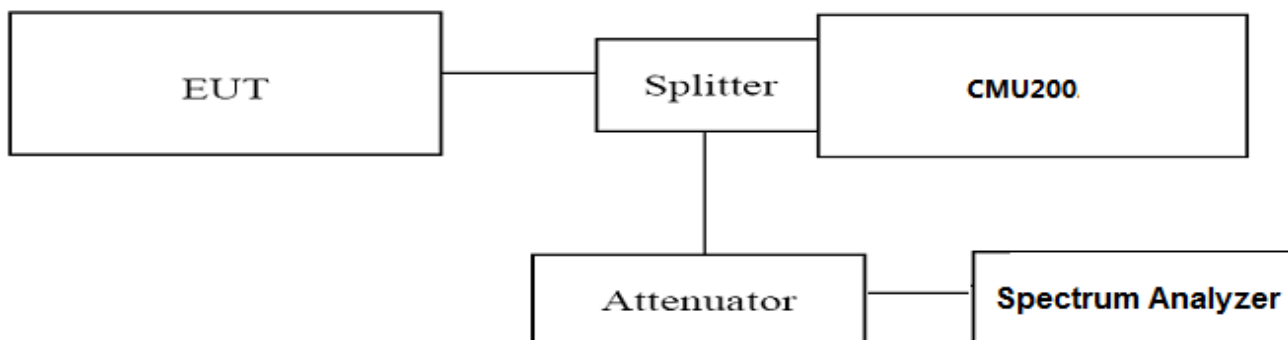 EUT
Splitter
CMU200.
Attenuator
Spectrum Analyzer